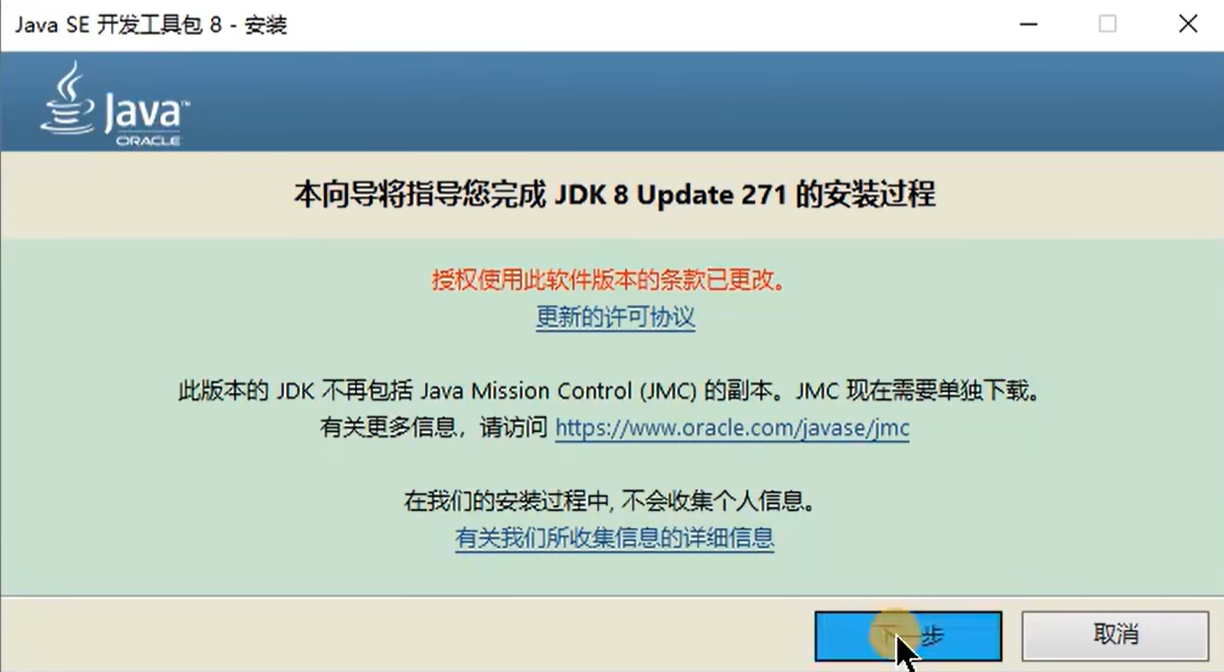 Java SE 开发工具包 8 - 安装
Java™
ORACLE
本向导将指导您完成 JDK 8 Update 271 的安装过程
授权使用此软件版本的条款已更改。
更新的许可协议
此版本的 JDK 不再包括 Java Mission Control (JMC) 的副本。JMC 现在需要单独下载。
有关更多信息，请访问 https://www.oracle.com/javase/jmc
在我们的安装过程中, 不会收集个人信息。
有关我们所收集信息的详细信息
下一步 取消